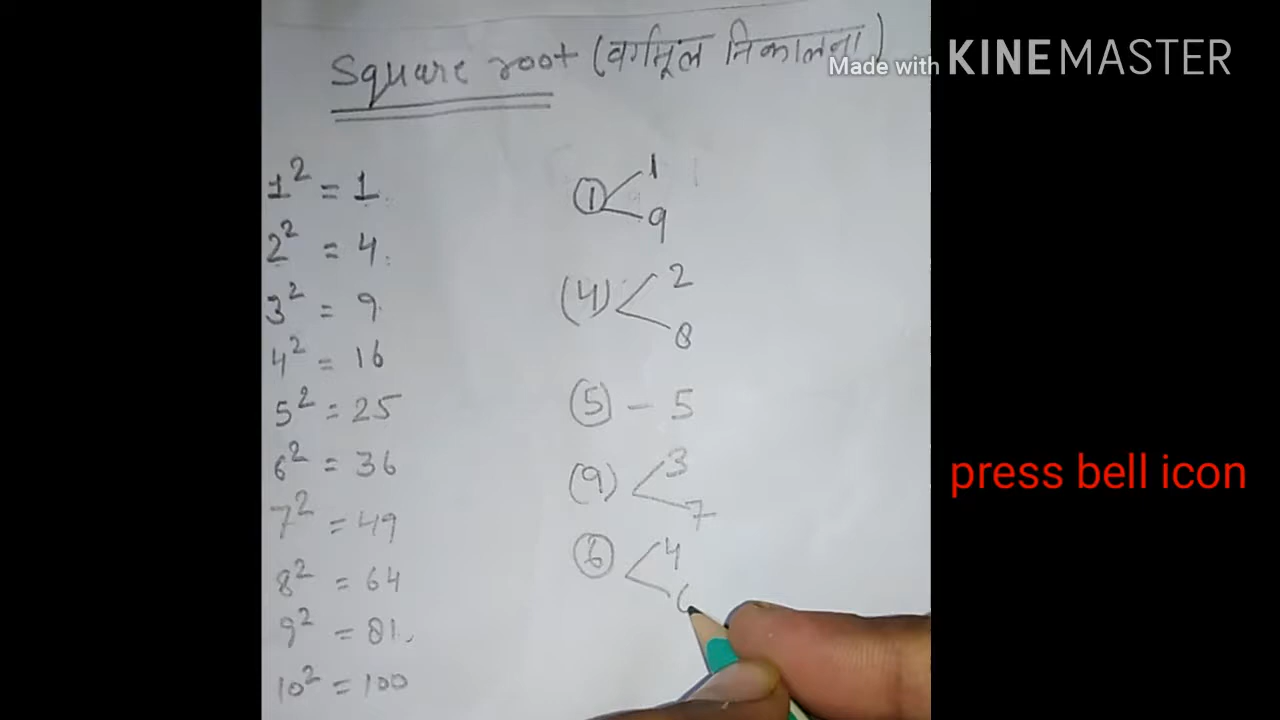 Square root (वर्गमूल निकालना)
Made with KINEMASTER
1² = 1
2² = 4
3² = 9
4² = 16
5² = 25
6² = 36
7² = 49
8² = 64
9² = 81
10² = 100
1 < 1
9
(4) < 2
8
5 - 5
(9) < 3
7
6 < 4
press bell icon